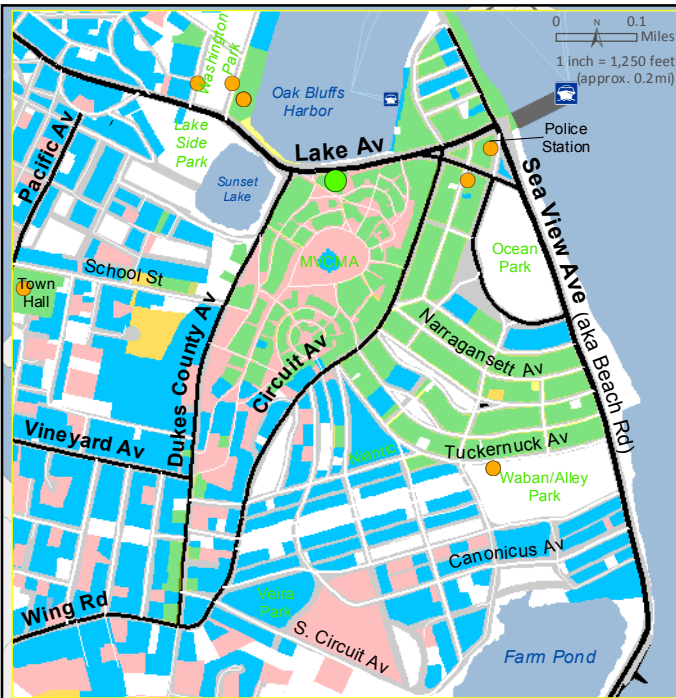 0 N 0.1
Miles
1 inch = 1,250 feet
(approx. 0.2mi)
Washington
Park
Oak Bluffs
Harbor
Police
Station
Lake
Side
Park
Lake Av
Pacific Av
Sunset
Lake
Sea View Ave (aka Beach Rd)
Ocean
Park
MVCMA
School St
Town
Hall
Dukes County Av
Circuit Av
Narragansett Av
Vineyard Av
Tuckernuck Av
Niantic
Waban/Alley
Park
Canonicus Av
Veira
Park
Wing Rd
S. Circuit Av
Farm Pond